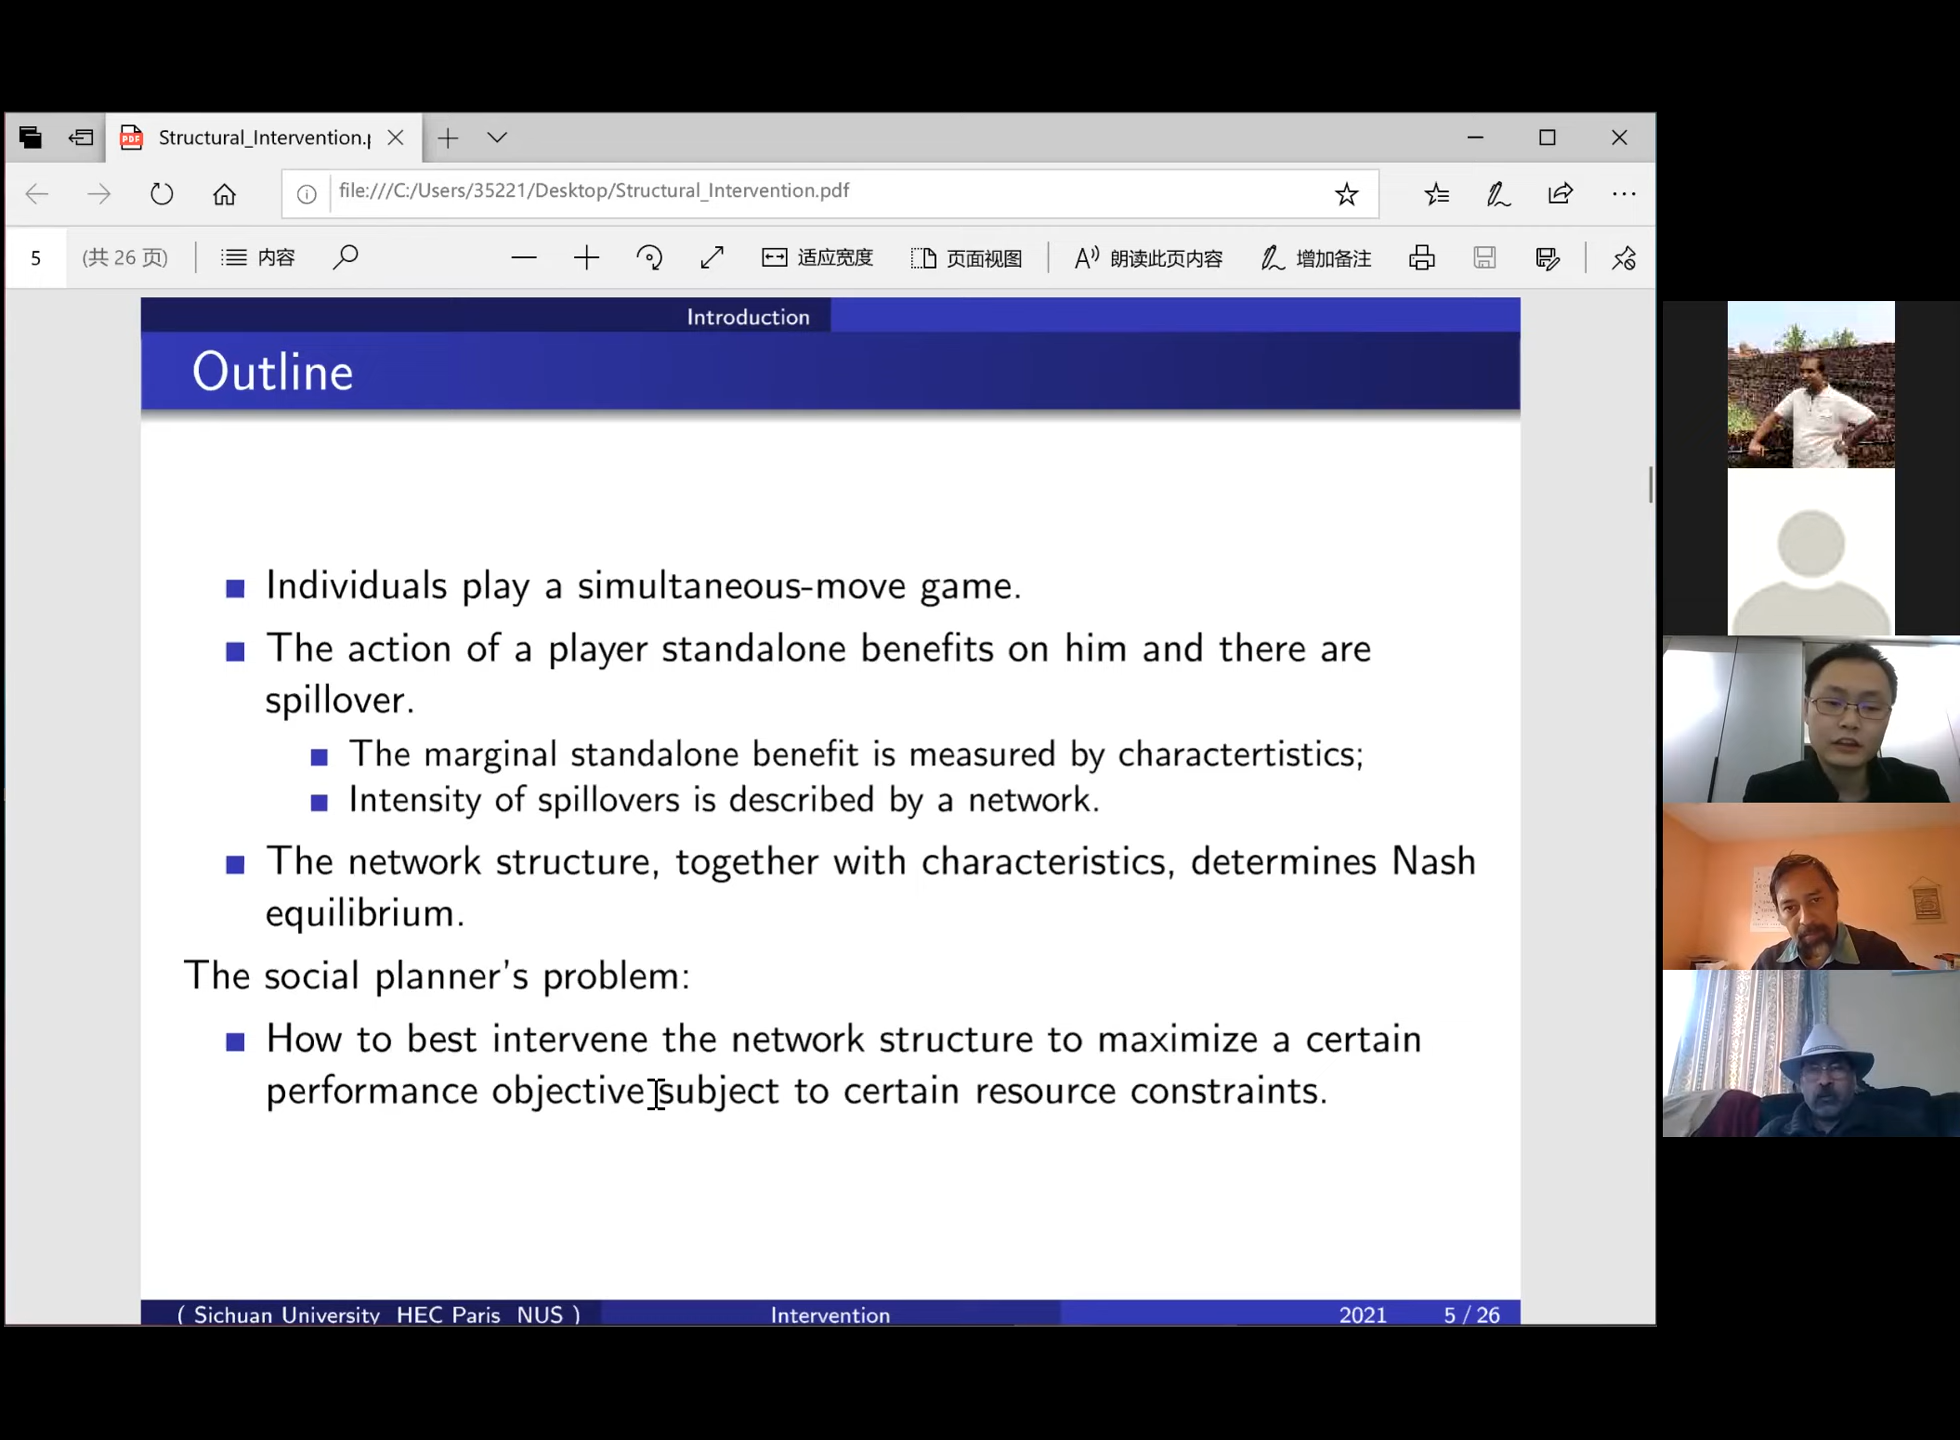 Structural_Intervention.p
file:///C:/Users/35221/Desktop/Structural_Intervention.pdf
5 (共 26 页) 内容 适应宽度 页面视图 A》 朗读此页内容 增加备注
Introduction
Outline
Individuals play a simultaneous-move game.
The action of a player standalone benefits on him and there are
spillover.
The marginal standalone benefit is measured by charactertistics;
Intensity of spillovers is described by a network.
The network structure, together with characteristics, determines Nash
equilibrium.
The social planner's problem:
How to best intervene the network structure to maximize a certain
performance objective subject to certain resource constraints.
( Sichuan University HEC Paris NUS ) Intervention 2021 5 / 26